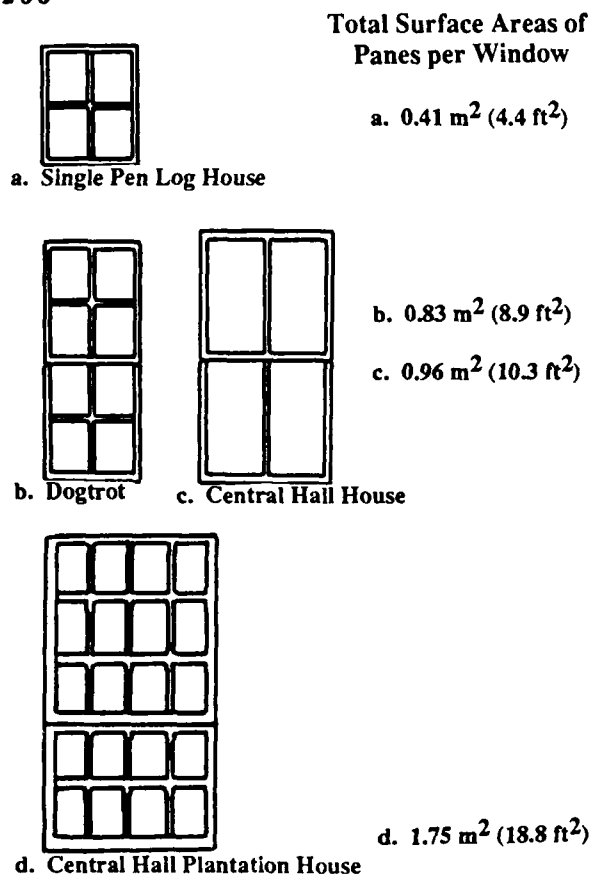 Total Surface Areas of
Panes per Window
a. 0.41 m² (4.4 ft²)
a. Single Pen Log House
b. 0.83 m² (8.9 ft²)
c. 0.96 m² (10.3 ft²)
b. Dogtrot
c. Central Hall House
d. 1.75 m² (18.8 ft²)
d. Central Hall Plantation House